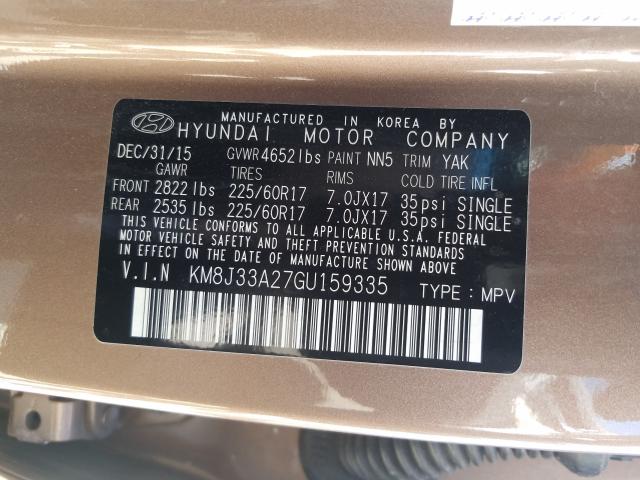 MANUFACTURED IN KOREA BY
HYUNDAI MOTOR COMPANY
DEC/31/15 GVWR 4652lbs PAINT NN5 TRIM YAK
GAWR TIRES RIMS COLD TIRE INFL
FRONT 2822 lbs 225/60R17 7.0JX17 35psi SINGLE
REAR 2535 lbs 225/60R17 7.0JX17 35psi SINGLE
THIS VEHICLE CONFORMS TO ALL APPLICABLE U.S.A. FEDERAL
MOTOR VEHICLE SAFETY AND THEFT PREVENTION STANDARDS
IN EFFECT ON THE DATE OF MANUFACTURE SHOWN ABOVE
V.I.N KM8J33A27GU159335 TYPE : MPV